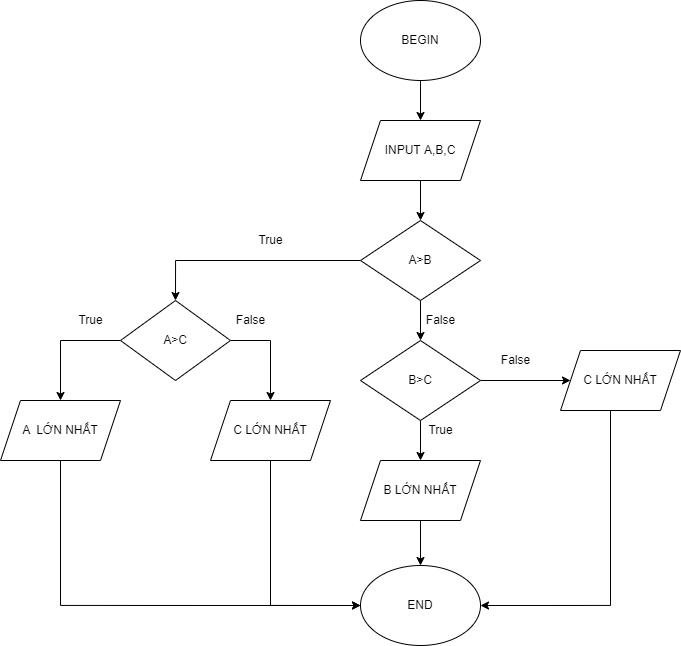 BEGIN
INPUT A,B,C
A>B
True
False
A>C
True
False
B>C
False
True
A LỚN NHẤT
C LỚN NHẤT
B LỚN NHẤT
C LỚN NHẤT
END